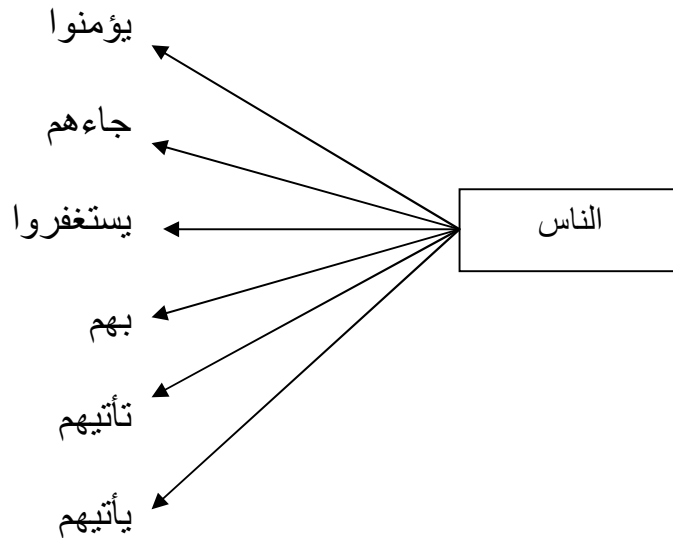 يؤمنوا
جاءهم
يستغفروا
الناس
بهم
تأتيهم
يأتيهم